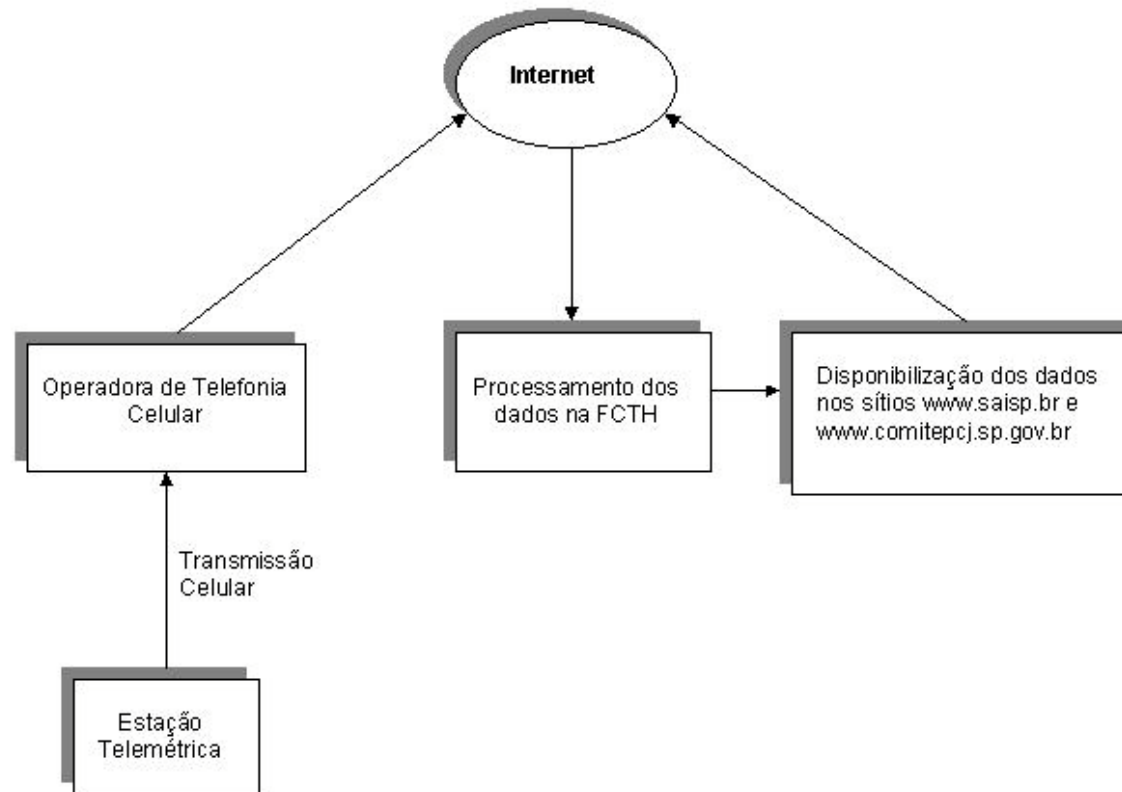 Internet
Operadora de Telefonia
Celular
Processamento dos
dados na FCTH
Disponibilização dos dados
nos sítios www.saisp.br e
www.comitepcj.sp.gov.br
Transmissão
Celular
Estação
Telemétrica